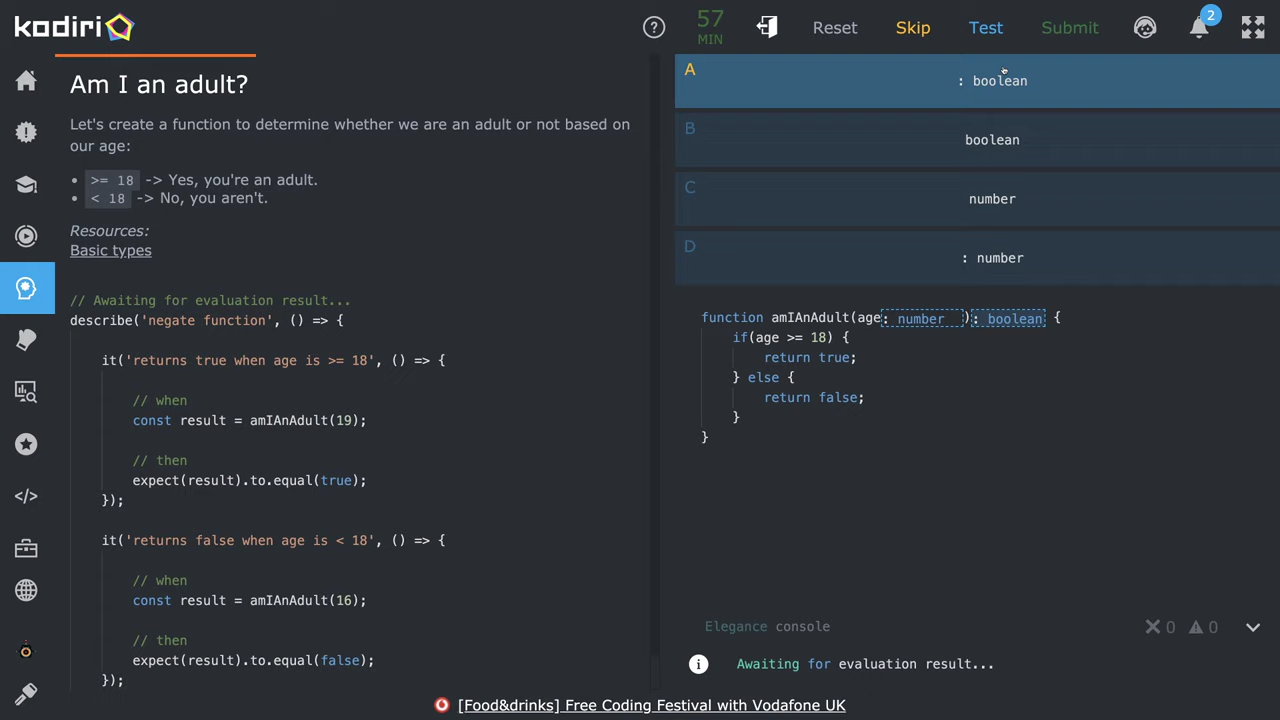 kodiri
57
MIN
Reset
Skip
Test
Submit
2
Am I an adult?
Let's create a function to determine whether we are an adult or not based on
our age:
• >= 18 -> Yes, you're an adult.
• < 18 -> No, you aren't.
Resources:
Basic types
// Awaiting for evaluation result...
describe('negate function', () => {
it('returns true when age is >= 18', () => {
// when
const result = amIAnAdult(19);
// then
expect(result).to.equal(true);
});
it('returns false when age is < 18', () => {
// when
const result = amIAnAdult(16);
// then
expect(result).to.equal(false);
});
A
: boolean
B
boolean
C
number
D
: number
function amIAnAdult(age: number ): boolean {
if(age >= 18) {
return true;
} else {
return false;
}
}
Elegance console
0
0
Awaiting for evaluation result...
[Food&drinks] Free Coding Festival with Vodafone UK